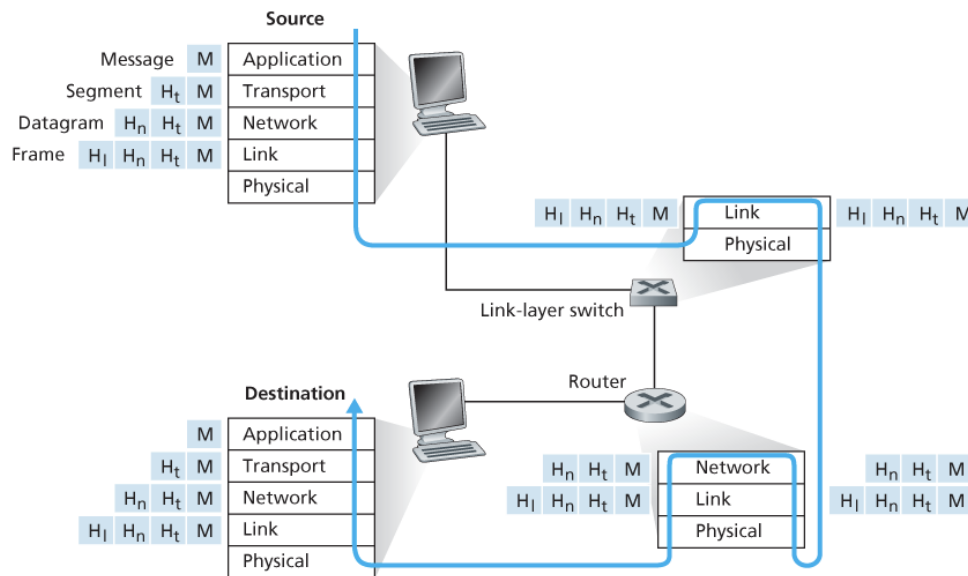 Source
Message M Application
Segment Ht M Transport
Datagram Hn Ht M Network
Frame Hl Hn Ht M Link
Physical
Hl Hn Ht M Link Hl Hn Ht M
Physical
Link-layer switch
Router
Destination
M Application
Ht M Transport
Hn Ht M Network
Hl Hn Ht M Link
Physical
Hn Ht M Network Hn Ht M
Hl Hn Ht M Link Hl Hn Ht M
Physical